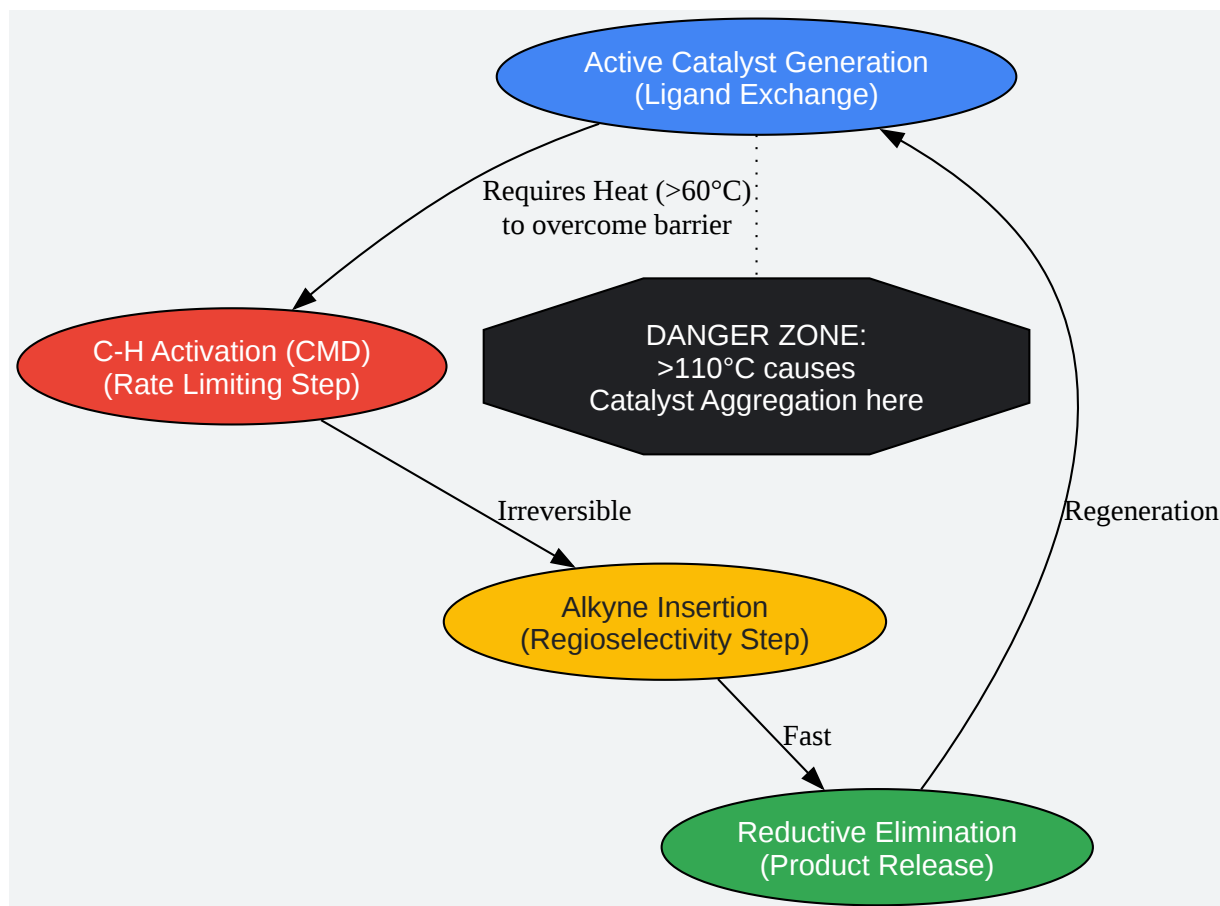 Active Catalyst Generation
(Ligand Exchange)
Requires Heat (>60°C)
to overcome barrier
DANGER ZONE:
>110°C causes
Catalyst Aggregation here
C-H Activation (CMD)
(Rate Limiting Step)
Irreversible
Regeneration
Alkyne Insertion
(Regioselectivity Step)
Fast
Reductive Elimination
(Product Release)